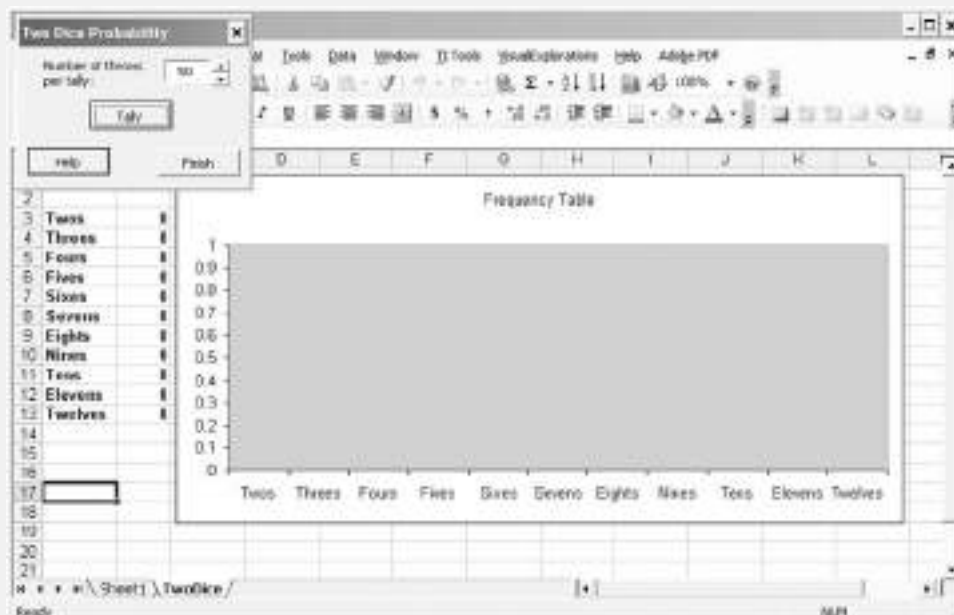 Two Dice Probability
Number of throws
per tally:
Tally
Help
Finish
Tools Data Window TI Tools VisualExplorations Help Adobe PDF
100%
D E F G H I J K L
2
3 Twos
4 Threes
5 Fours
6 Fives
7 Sixes
8 Sevens
9 Eights
10 Nines
11 Tens
12 Elevens
13 Twelves
14
15
16
17
18
19
20
21
Frequency Table
1
0.9
0.8
0.7
0.6
0.5
0.4
0.3
0.2
0.1
0
Twos Threes Fours Fives Sixes Sevens Eights Nines Tens Elevens Twelves
Sheet1 TwoDice
Ready
NUM